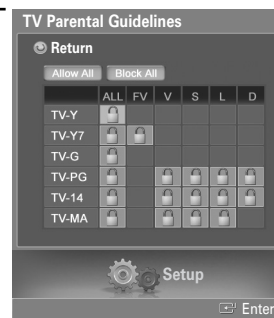 TV Parental Guidelines
Return
Allow All Block All
ALL FV V S L D
TV-Y
TV-Y7
TV-G
TV-PG
TV-14
TV-MA
Setup
Enter